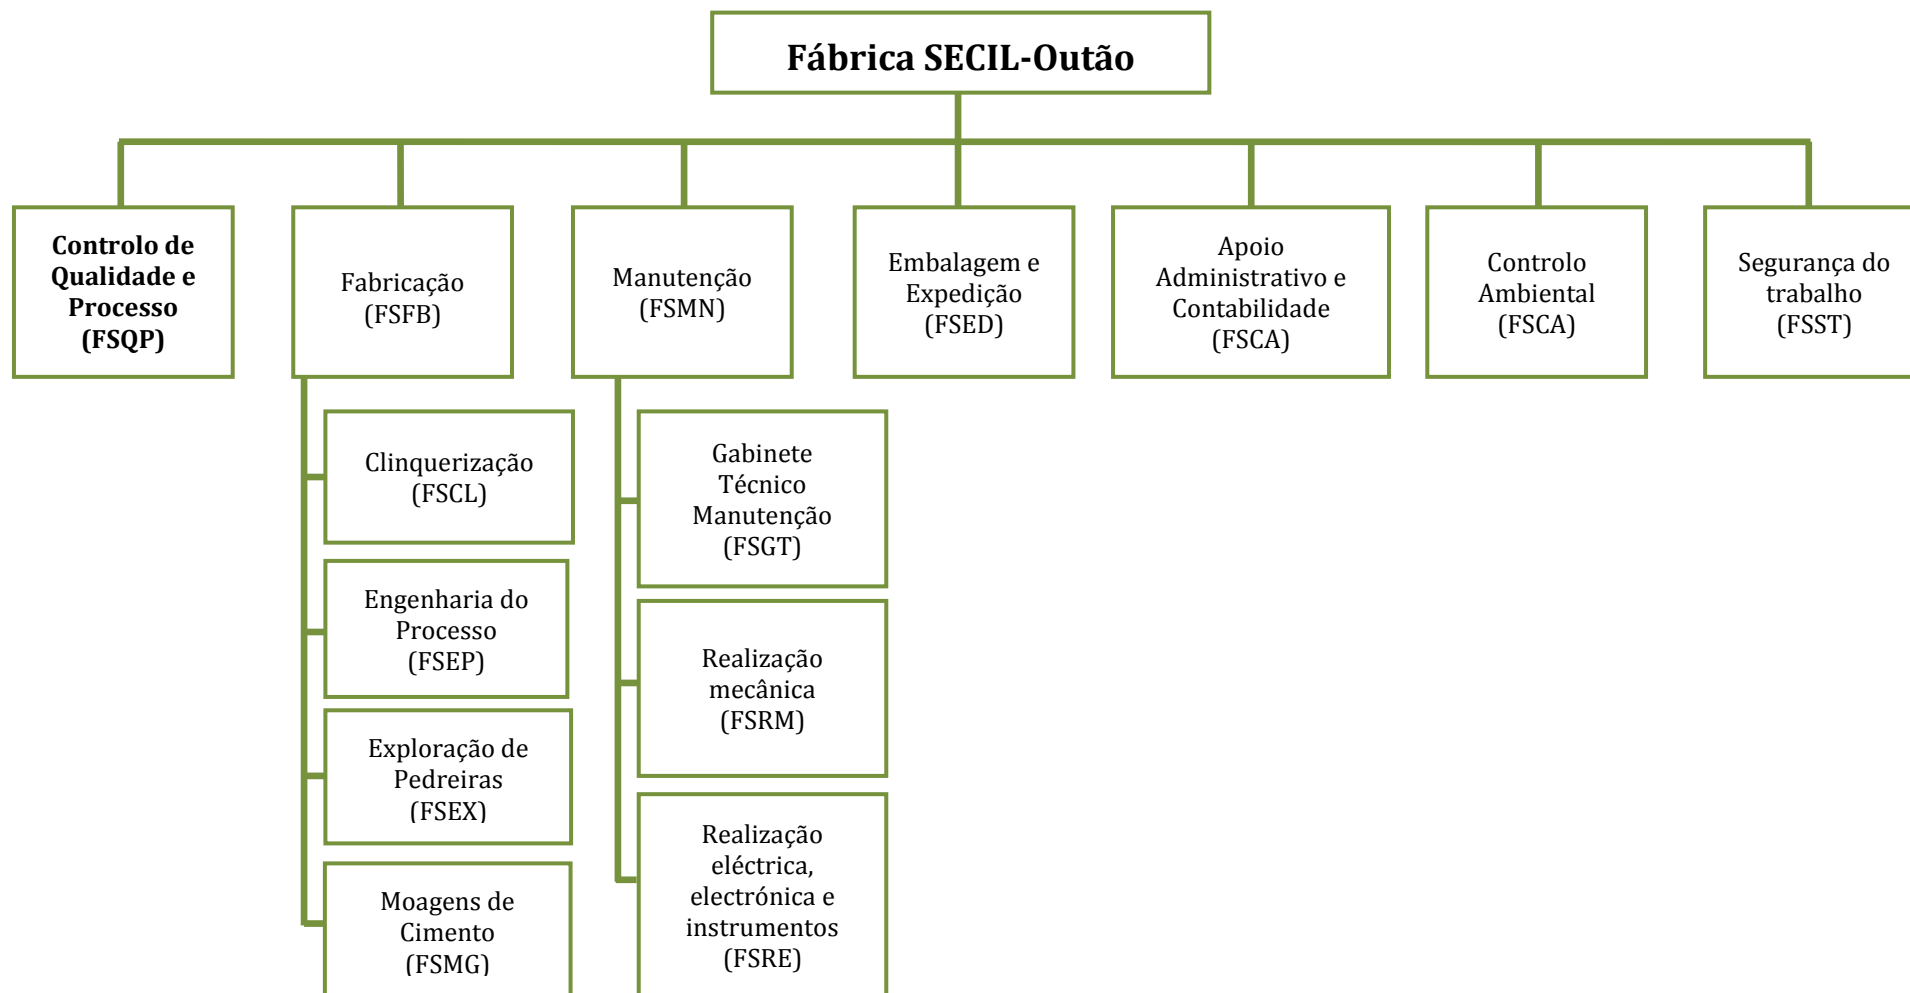 Fábrica SECIL-Outão
Controlo de
Qualidade e
Processo
(FSQP)
Fabricação
(FSFB)
Manutenção
(FSMN)
Embalagem e
Expedição
(FSED)
Apoio
Administrativo e
Contabilidade
(FSCA)
Controlo
Ambiental
(FSCA)
Segurança do
trabalho
(FSST)
Clinquerização
(FSCL)
Engenharia do
Processo
(FSEP)
Exploração de
Pedreiras
(FSEX)
Moagens de
Cimento
(FSMG)
Gabinete
Técnico
Manutenção
(FSGT)
Realização
mecânica
(FSRM)
Realização
eléctrica,
electrónica e
instrumentos
(FSRE)